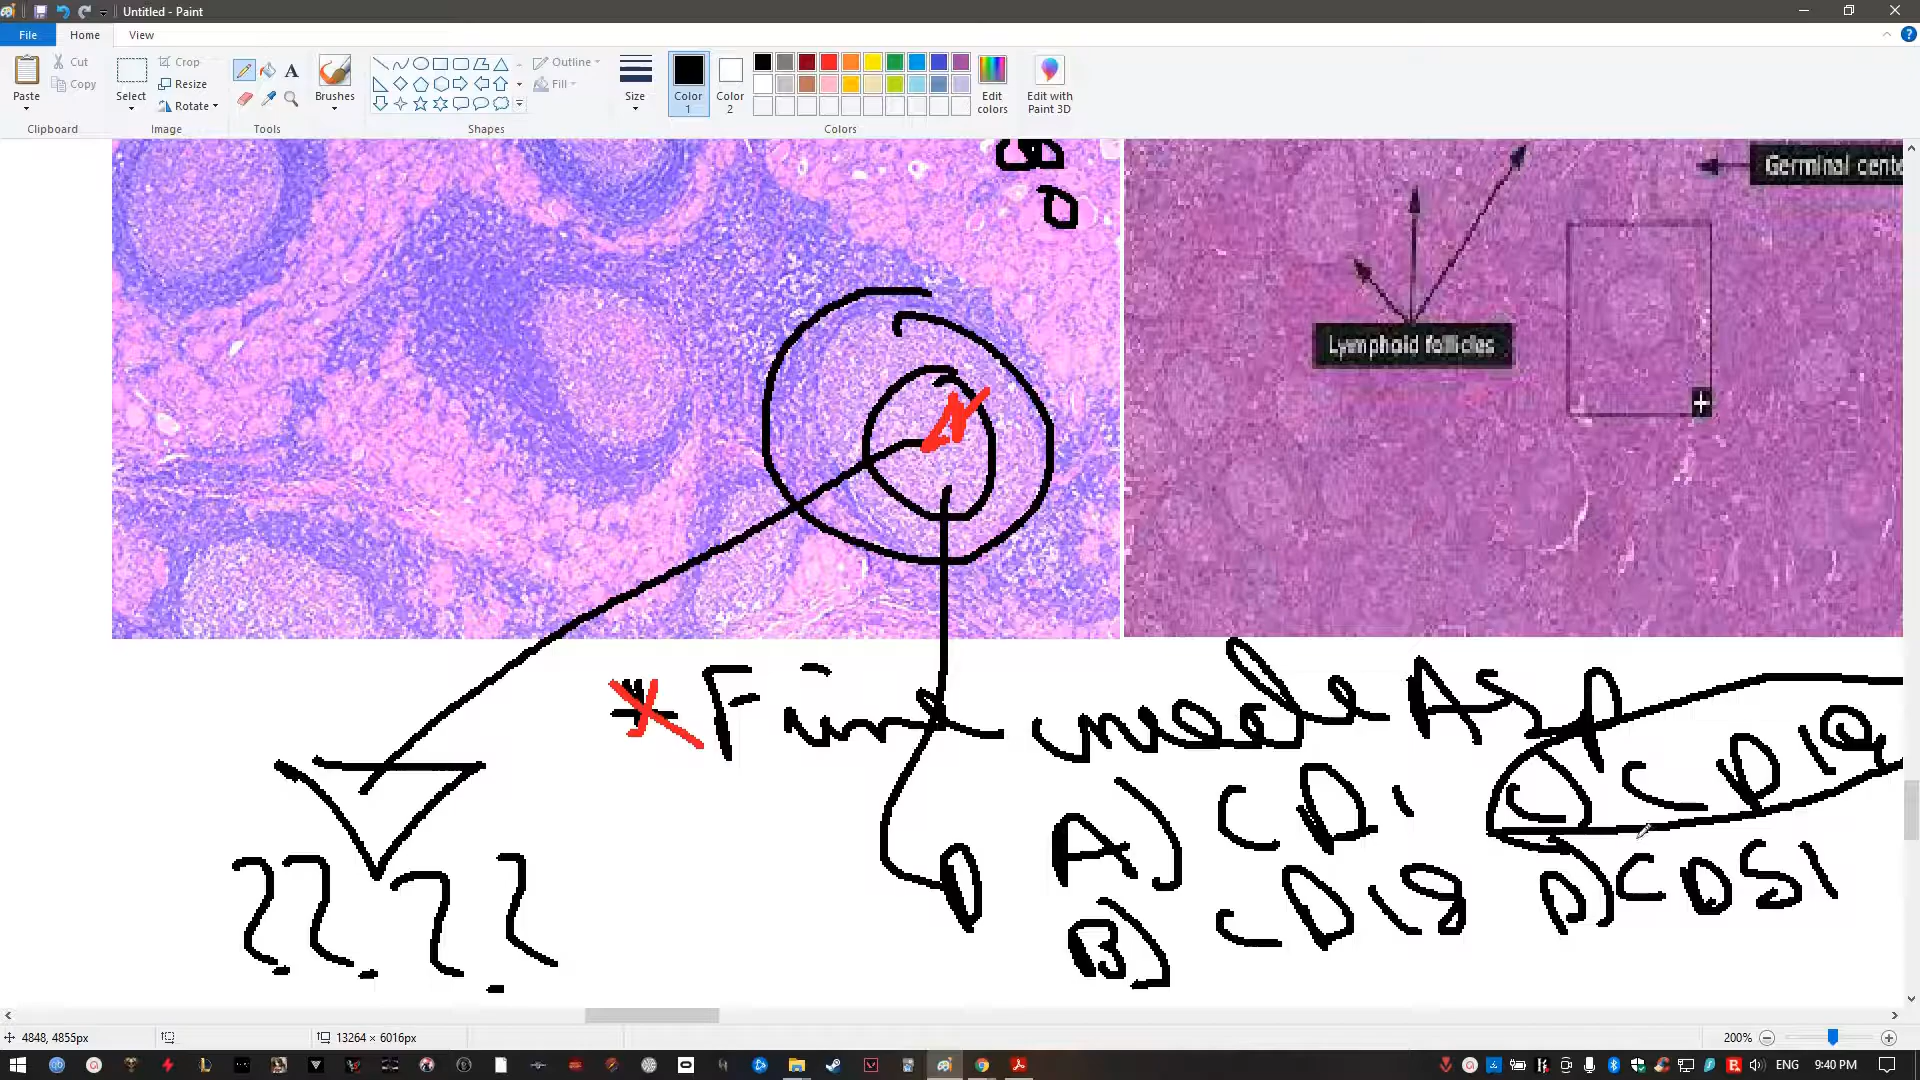 Untitled - Paint
File Home View
Paste Cut Copy Clipboard
Select Crop Resize Rotate Image
Tools
Brushes
Shapes
Outline
Fill
Size
Color 1
Color 2
Edit colors
Edit with Paint 3D
Colors
Germinal cente
Lymphoid follicles
* Fine needle Asp
A) CD1
C) CD19
B) CD18
D) CD51
?? ??
4848, 4855px
13264 × 6016px
200%
ENG
9:40 PM